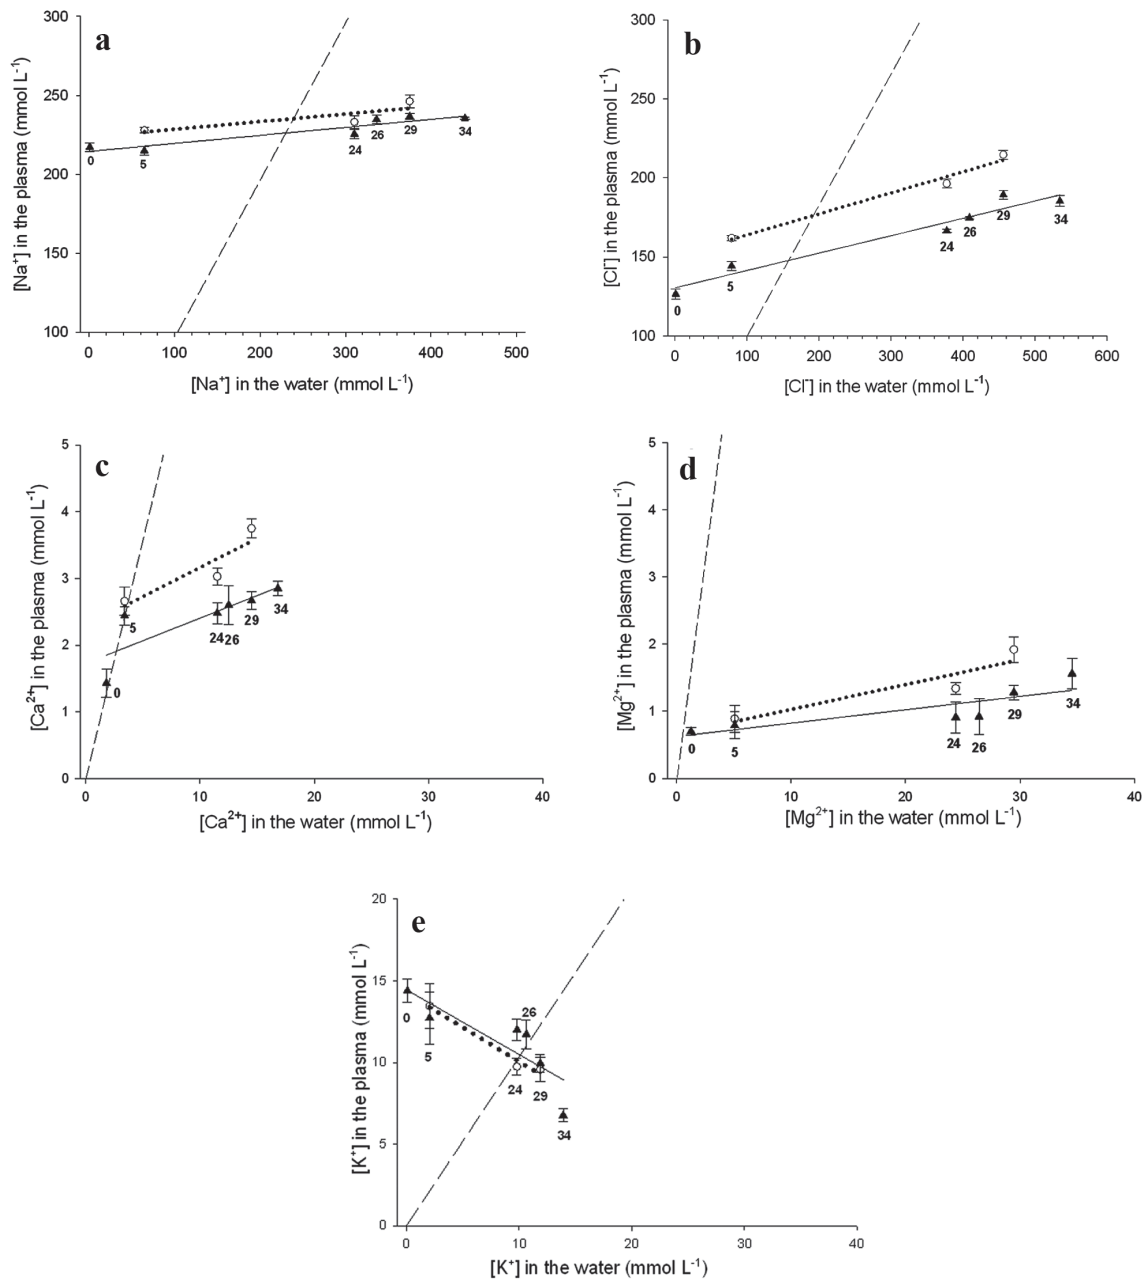 a
[Na⁺] in the plasma (mmol L⁻¹)
300
250
200
150
100
0
5
24
26
29
34
0 100 200 300 400 500
[Na⁺] in the water (mmol L⁻¹)
b
[Cl⁻] in the plasma (mmol L⁻¹)
300
250
200
150
100
0
5
24
26
29
34
0 100 200 300 400 500 600
[Cl⁻] in the water (mmol L⁻¹)
c
[Ca²⁺] in the plasma (mmol L⁻¹)
5
4
3
2
1
0
0
5
24
26
29
34
0 10 20 30 40
[Ca²⁺] in the water (mmol L⁻¹)
d
[Mg²⁺] in the plasma (mmol L⁻¹)
5
4
3
2
1
0
0
5
24
26
29
34
0 10 20 30 40
[Mg²⁺] in the water (mmol L⁻¹)
e
[K⁺] in the plasma (mmol L⁻¹)
20
15
10
5
0
0
5
24
26
29
34
0 10 20 30 40
[K⁺] in the water (mmol L⁻¹)